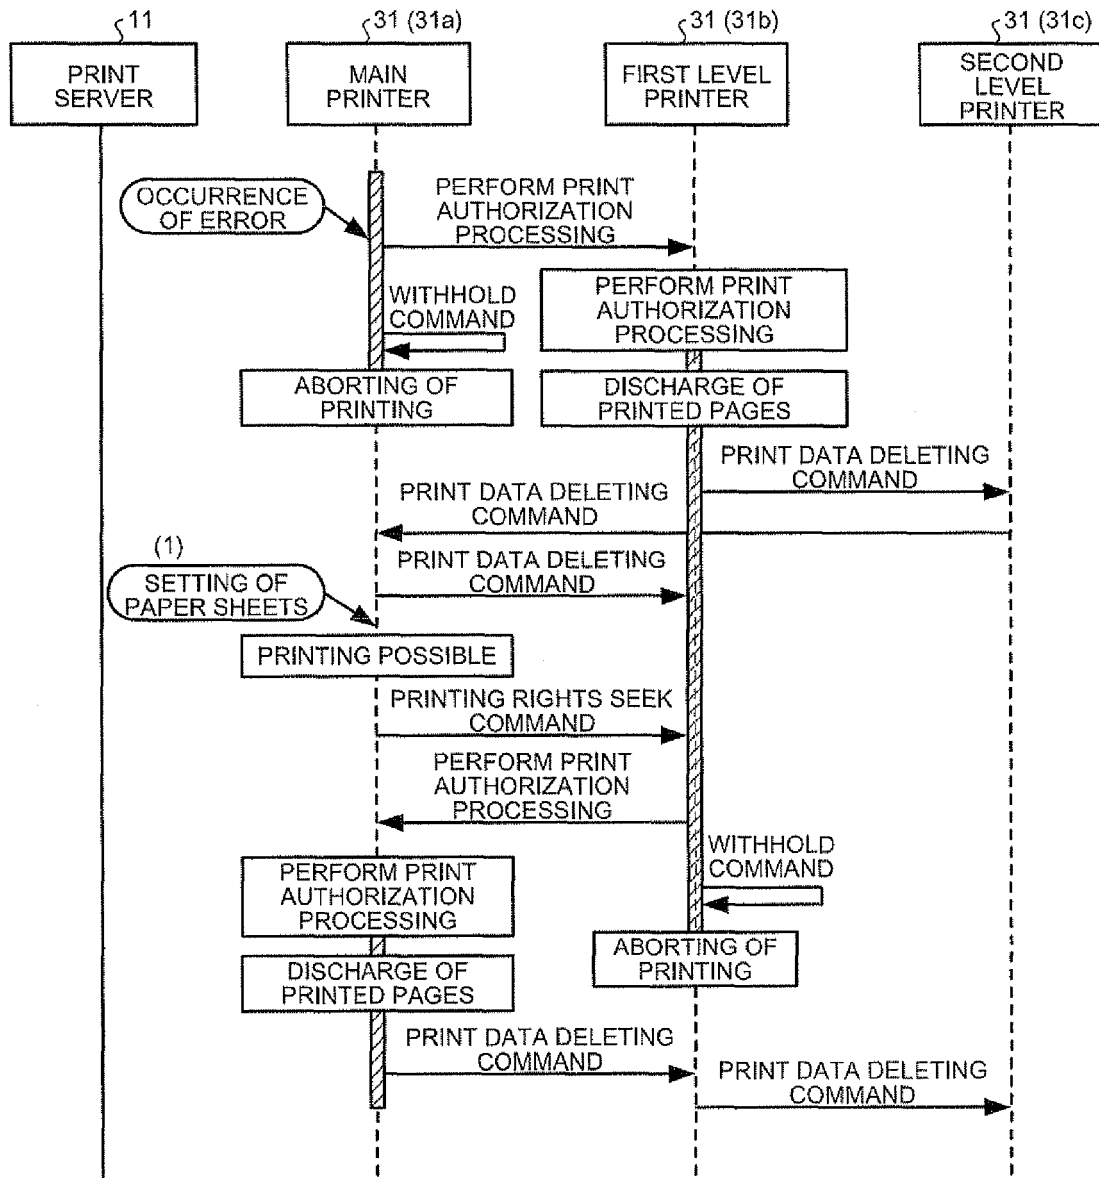 11
31 (31a)
31 (31b)
31 (31c)
PRINT
SERVER
MAIN
PRINTER
FIRST LEVEL
PRINTER
SECOND
LEVEL
PRINTER
OCCURRENCE
OF ERROR
PERFORM PRINT
AUTHORIZATION
PROCESSING
WITHHOLD
COMMAND
PERFORM PRINT
AUTHORIZATION
PROCESSING
ABORTING OF
PRINTING
DISCHARGE OF
PRINTED PAGES
PRINT DATA DELETING
COMMAND
PRINT DATA DELETING
COMMAND
(1)
SETTING OF
PAPER SHEETS
PRINT DATA DELETING
COMMAND
PRINTING POSSIBLE
PRINTING RIGHTS SEEK
COMMAND
PERFORM PRINT
AUTHORIZATION
PROCESSING
WITHHOLD
COMMAND
PERFORM PRINT
AUTHORIZATION
PROCESSING
ABORTING OF
PRINTING
DISCHARGE OF
PRINTED PAGES
PRINT DATA DELETING
COMMAND
PRINT DATA DELETING
COMMAND